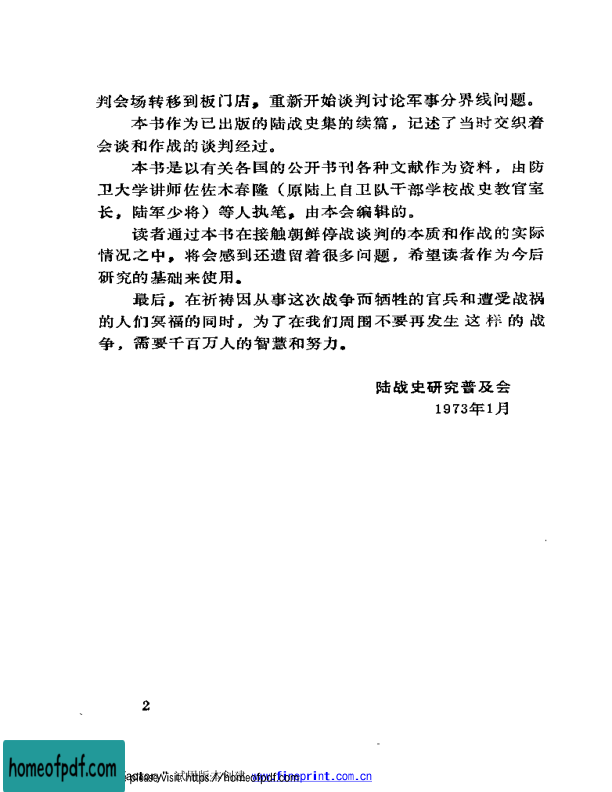 判会场转移到板门店，重新开始谈判讨论军事分界线问题。
本书作为已出版的陆战史集的续篇，记述了当时交织着
会谈和作战的谈判经过。
本书是以有关各国的公开书刊各种文献作为资料，由防
卫大学讲师佐佐木春隆（原陆上自卫队干部学校战史教官室
长，陆军少将）等人执笔，由本会编辑的。
读者通过本书在接触朝鲜停战谈判的本质和作战的实际
情况之中，将会感到还遗留着很多问题，希望读者作为今后
研究的基础来使用。
最后，在祈祷因从事这次战争而牺牲的官兵和遭受战祸
的人们冥福的同时，为了在我们周围不要再发生这样的战
争，需要千百万人的智慧和努力。
陆战史研究普及会
1973年1月
2
homeofpdf.com
please visit: https://homeofpdf.com
试用版本创建 www.fineprint.com.cn